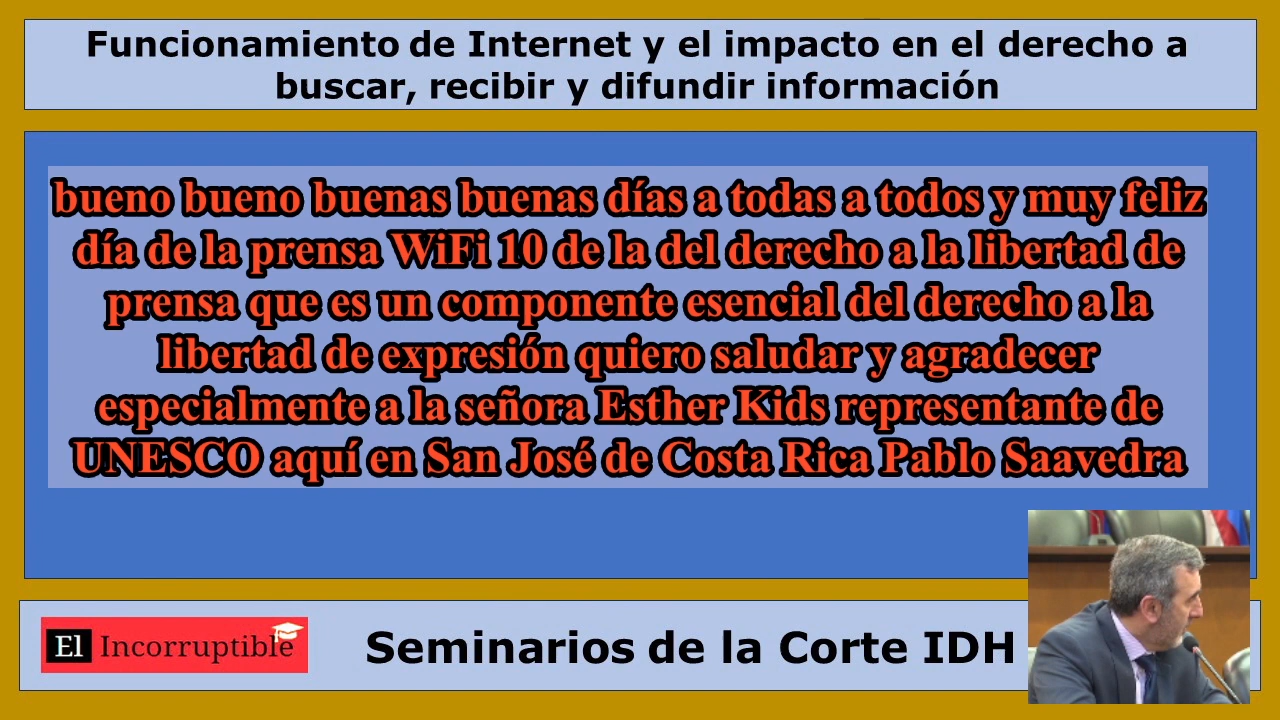 Funcionamiento de Internet y el impacto en el derecho a
buscar, recibir y difundir información
bueno bueno buenas buenas días a todas a todos y muy feliz
día de la prensa WiFi 10 de la del derecho a la libertad de
prensa que es un componente esencial del derecho a la
libertad de expresión quiero saludar y agradecer
especialmente a la señora Esther Kids representante de
UNESCO aquí en San José de Costa Rica Pablo Saavedra
El Incorruptible
Seminarios de la Corte IDH